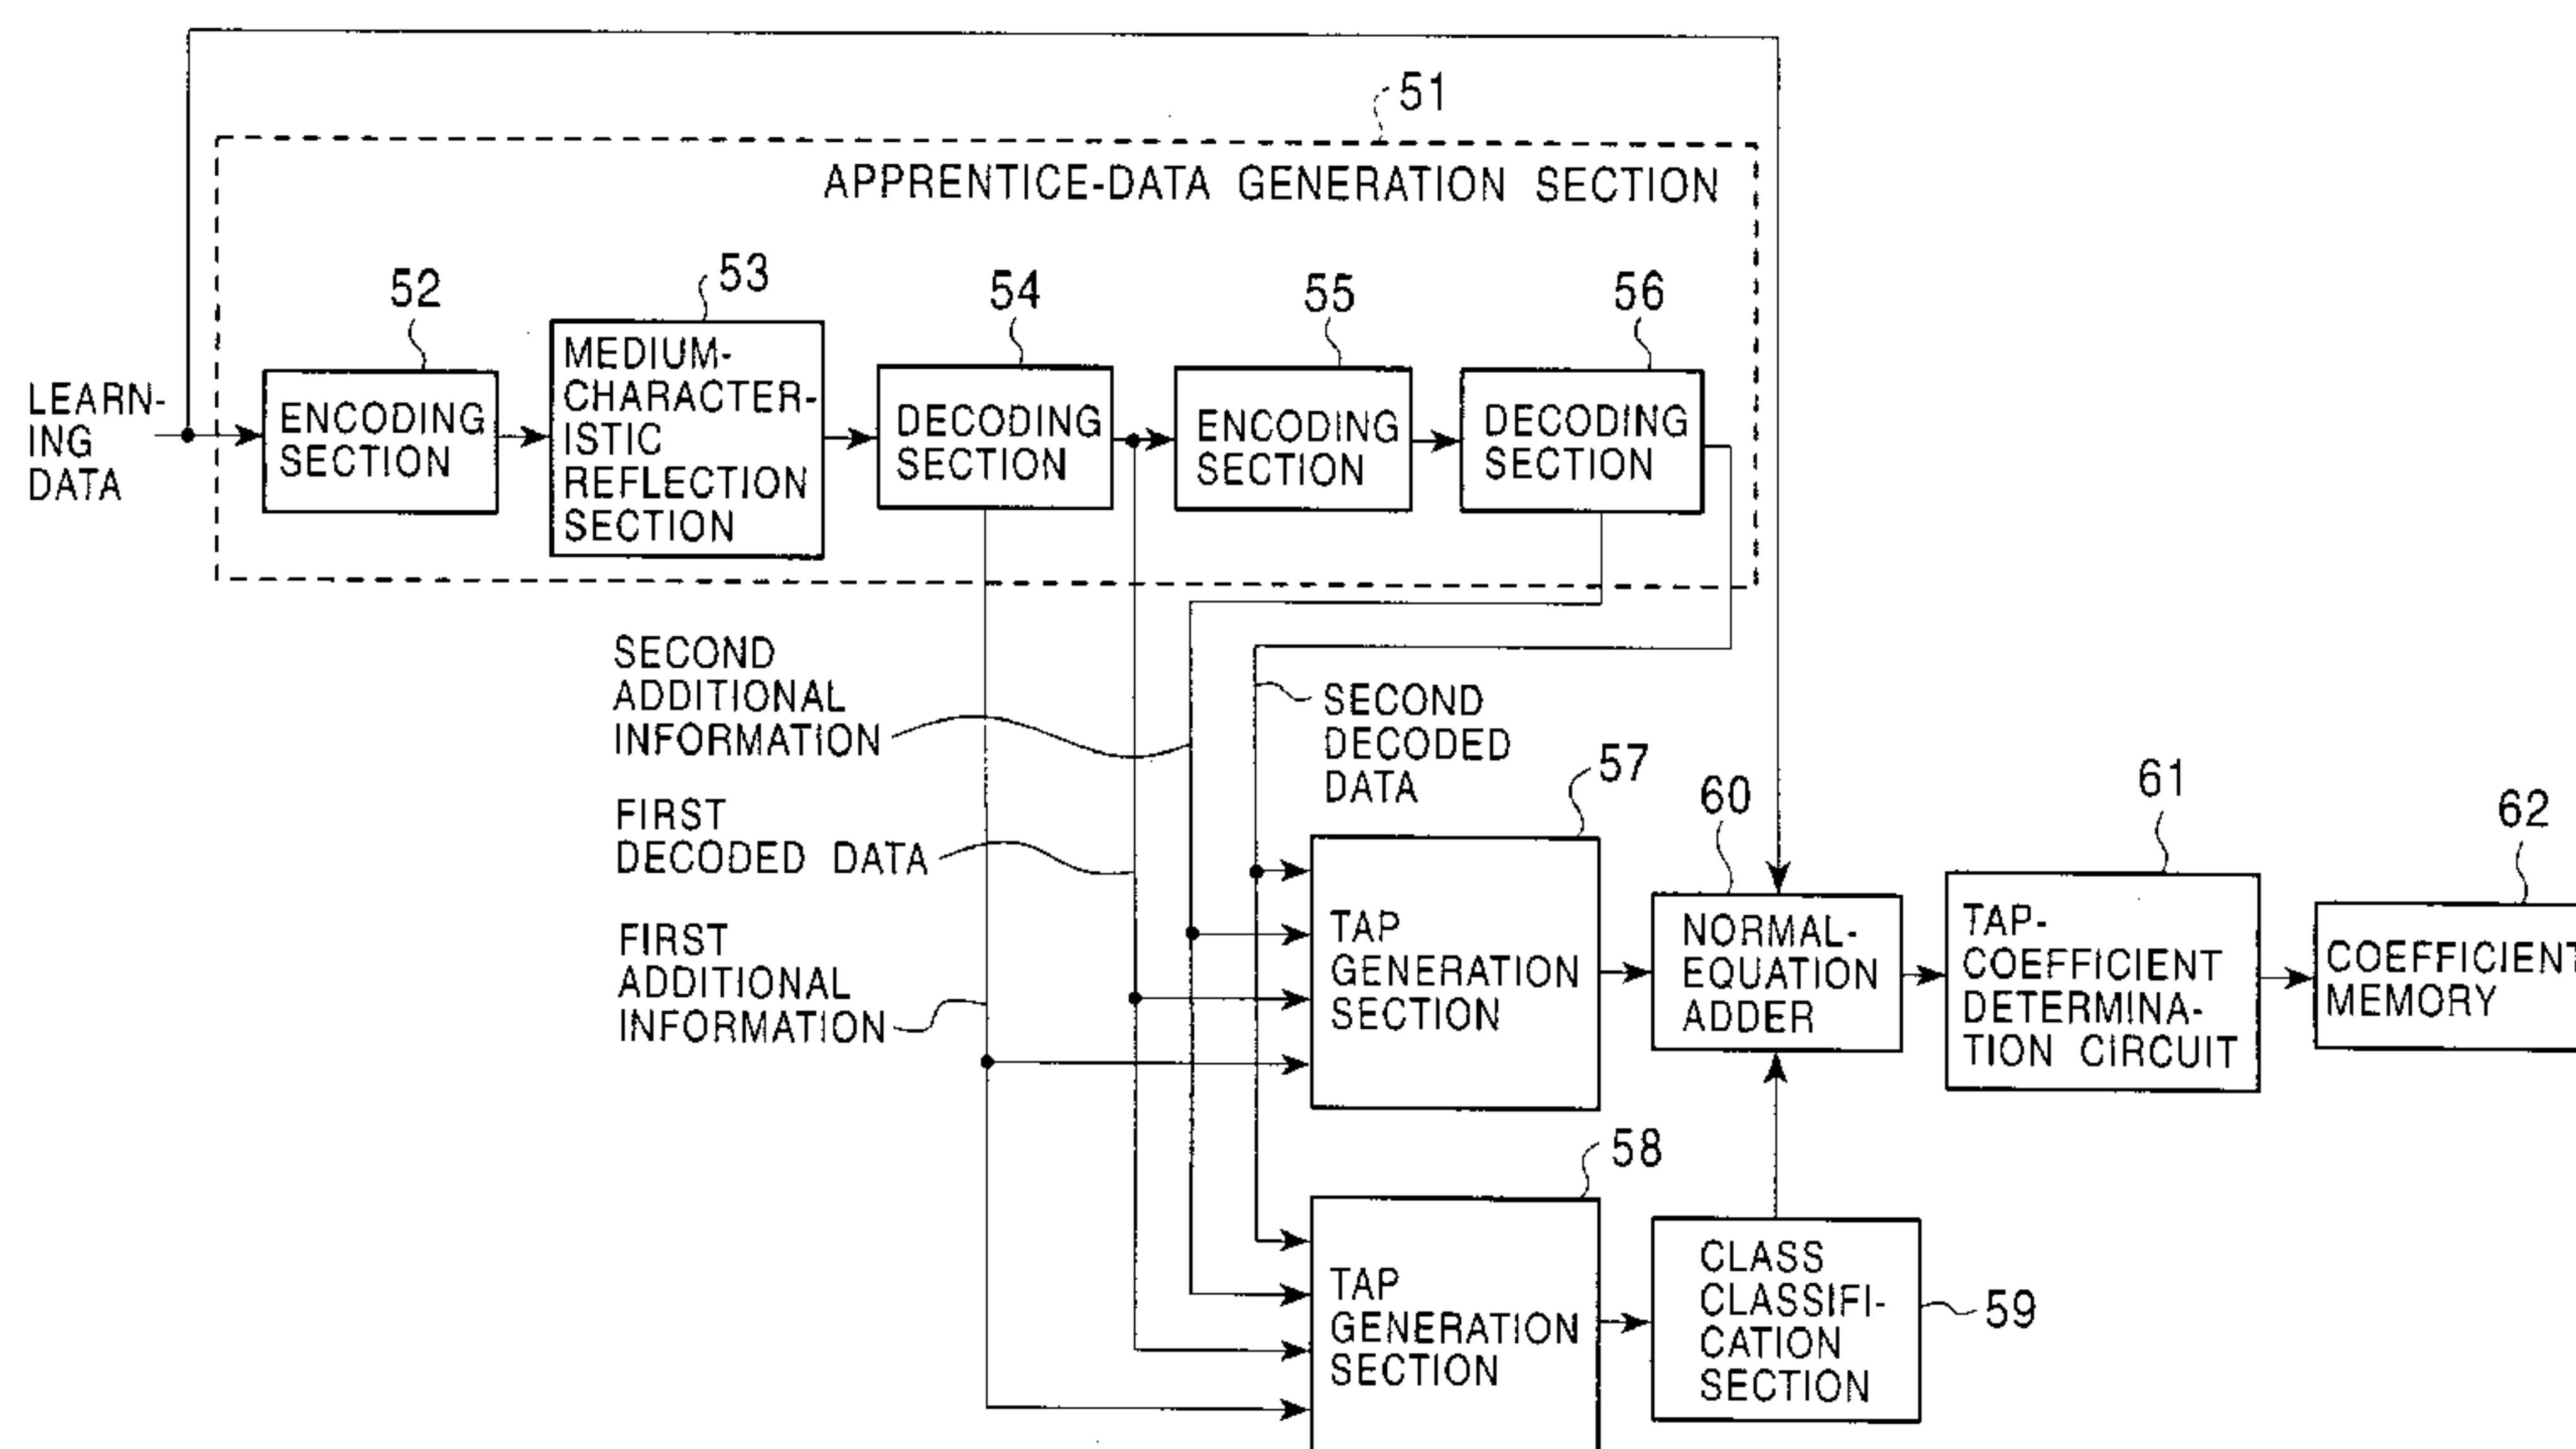 51
APPRENTICE-DATA GENERATION SECTION
52
53
54
55
56
LEARN-
ING
DATA
ENCODING
SECTION
MEDIUM-
CHARACTER-
ISTIC
REFLECTION
SECTION
DECODING
SECTION
ENCODING
SECTION
DECODING
SECTION
SECOND
ADDITIONAL
INFORMATION
SECOND
DECODED
DATA
FIRST
DECODED DATA
FIRST
ADDITIONAL
INFORMATION
57
TAP
GENERATION
SECTION
60
NORMAL-
EQUATION
ADDER
61
TAP-
COEFFICIENT
DETERMINA-
TION CIRCUIT
62
COEFFICIENT
MEMORY
58
TAP
GENERATION
SECTION
CLASS
CLASSIFI-
CATION
SECTION
59